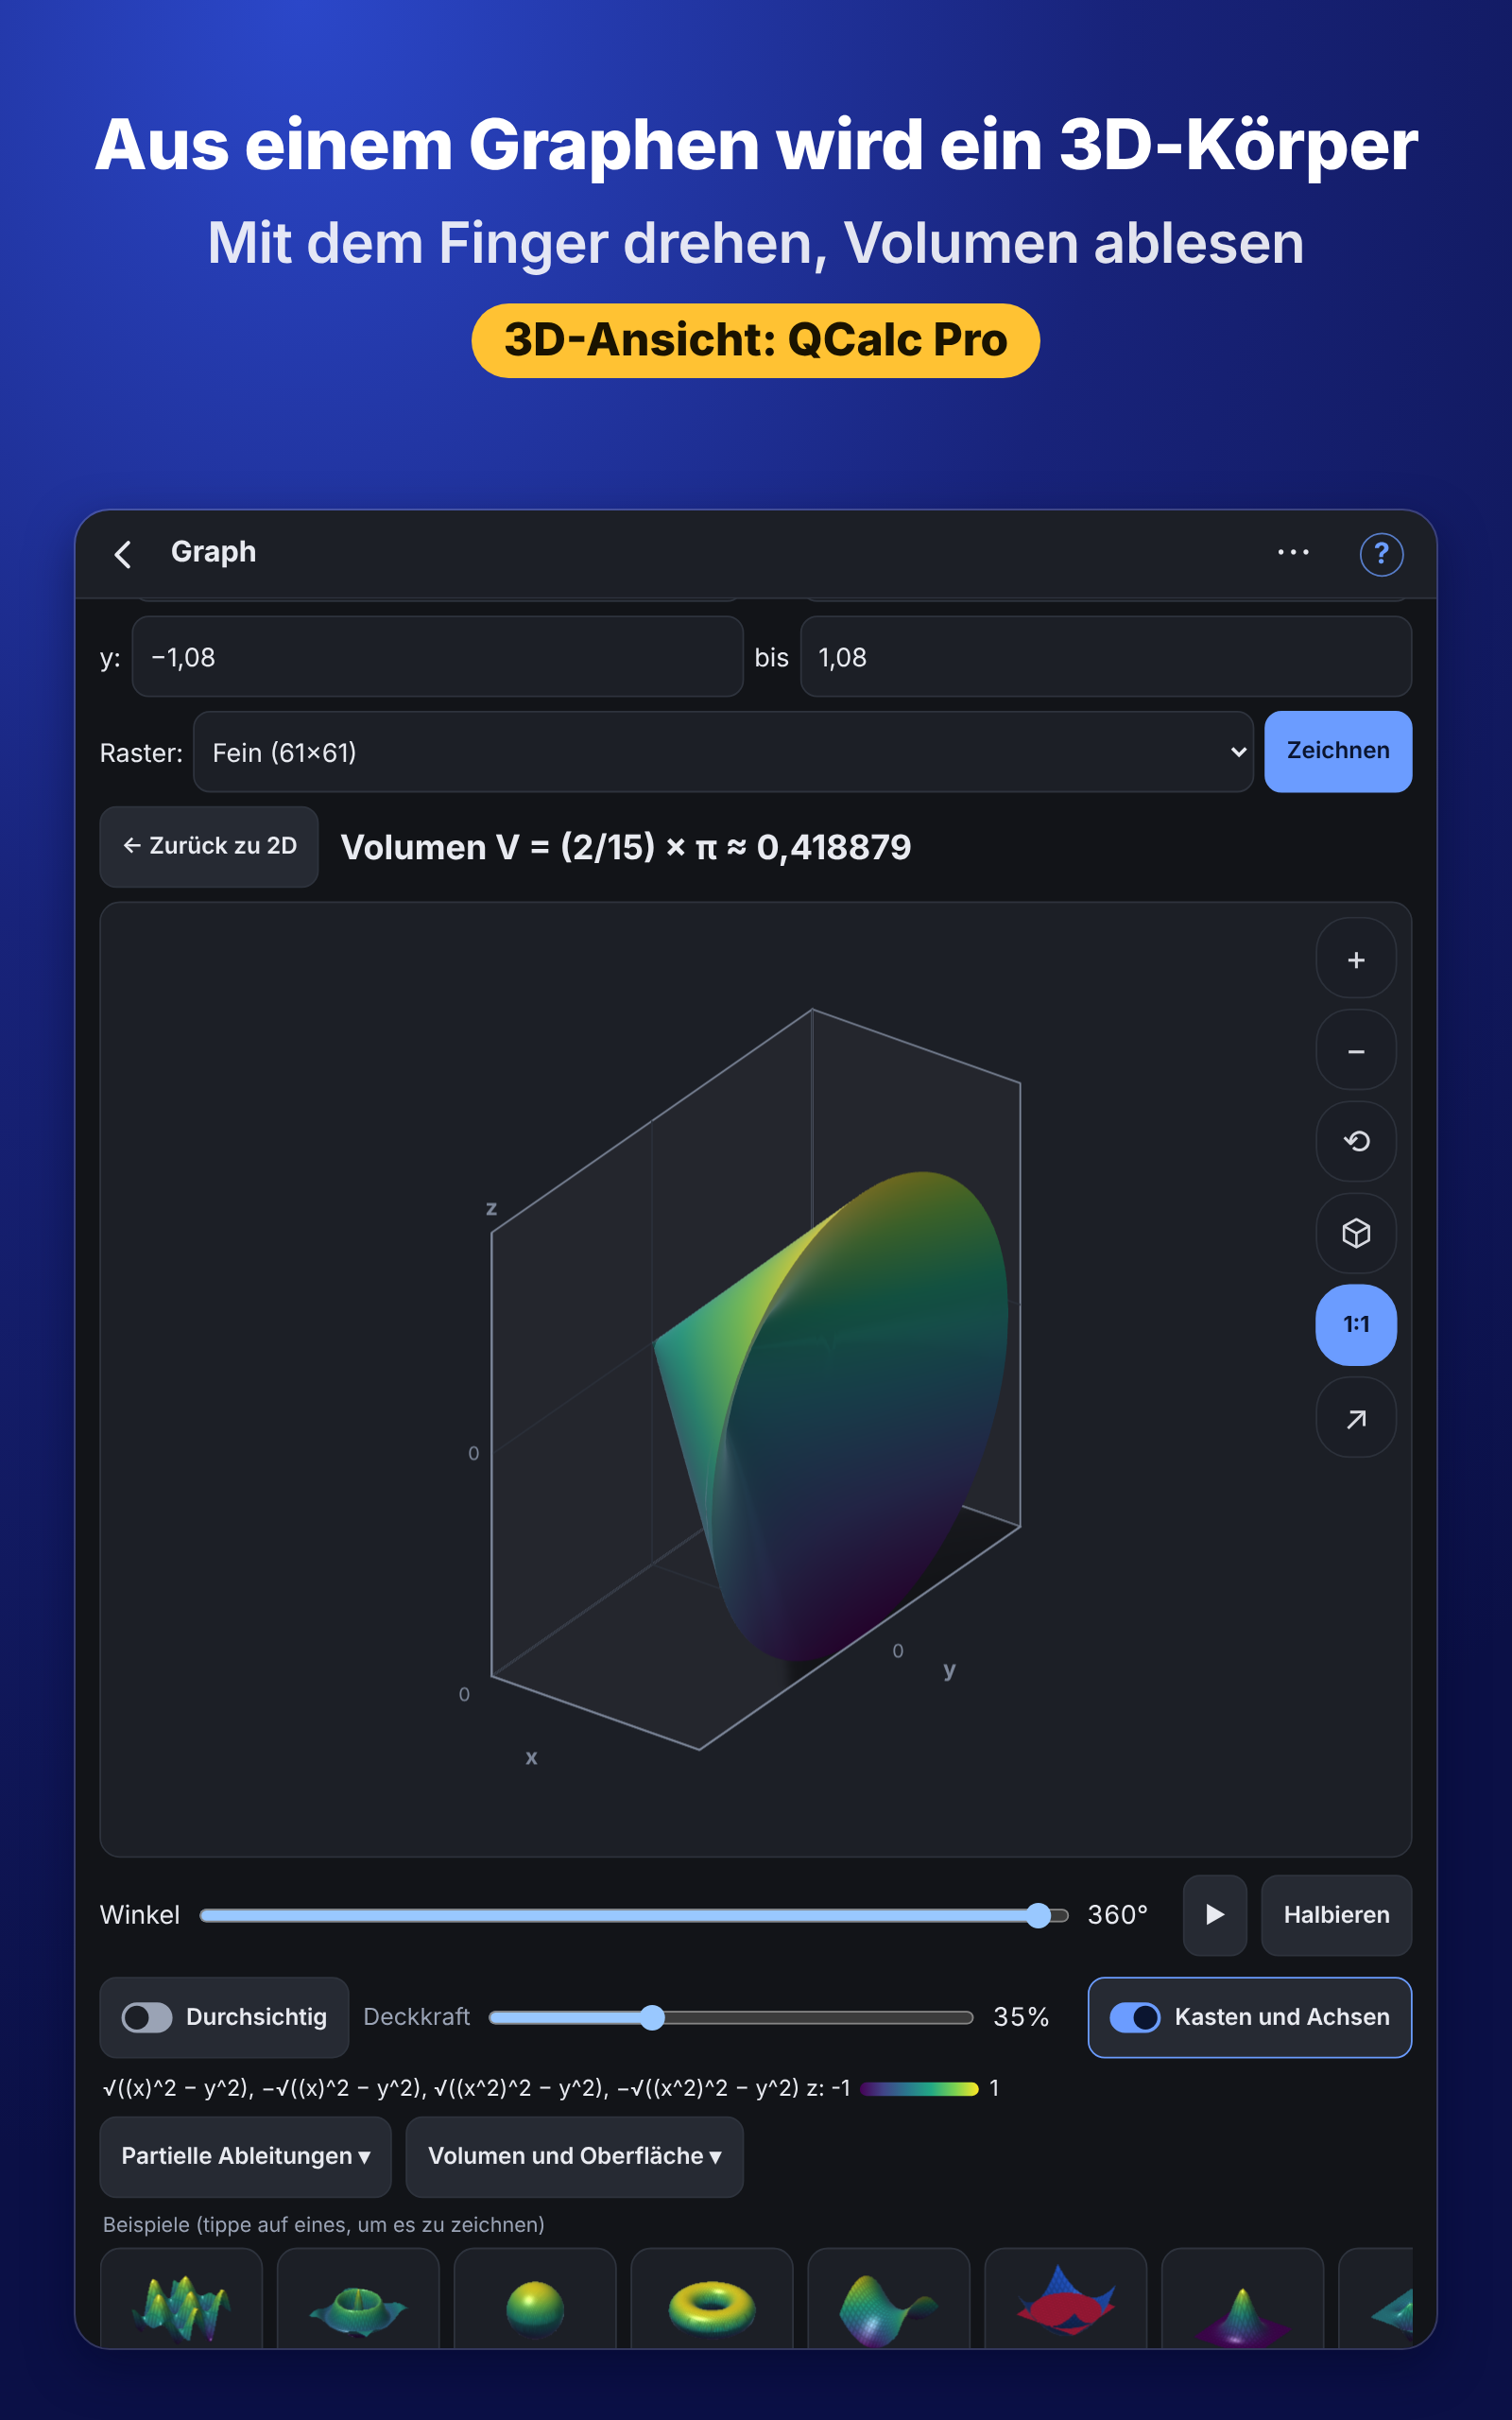 Aus einem Graphen wird ein 3D-Körper
Mit dem Finger drehen, Volumen ablesen
3D-Ansicht: QCalc Pro
Graph
?
y: −1,08 bis 1,08
Raster: Fein (61×61) Zeichnen
← Zurück zu 2D Volumen V = (2/15) × π ≈ 0,418879
+
−
z
1:1
0
0
y
0
x
Winkel 360° Halbieren
Durchsichtig Deckkraft 35% Kasten und Achsen
√((x)^2 − y^2), −√((x)^2 − y^2), √((x^2)^2 − y^2), −√((x^2)^2 − y^2) z: -1 1
Partielle Ableitungen ▾ Volumen und Oberfläche ▾
Beispiele (tippe auf eines, um es zu zeichnen)